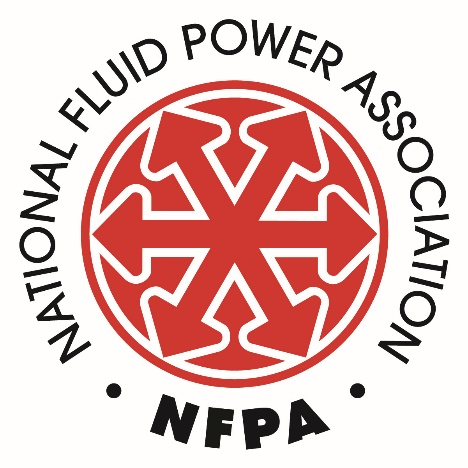 NATIONAL FLUID POWER ASSOCIATION
• NFPA •